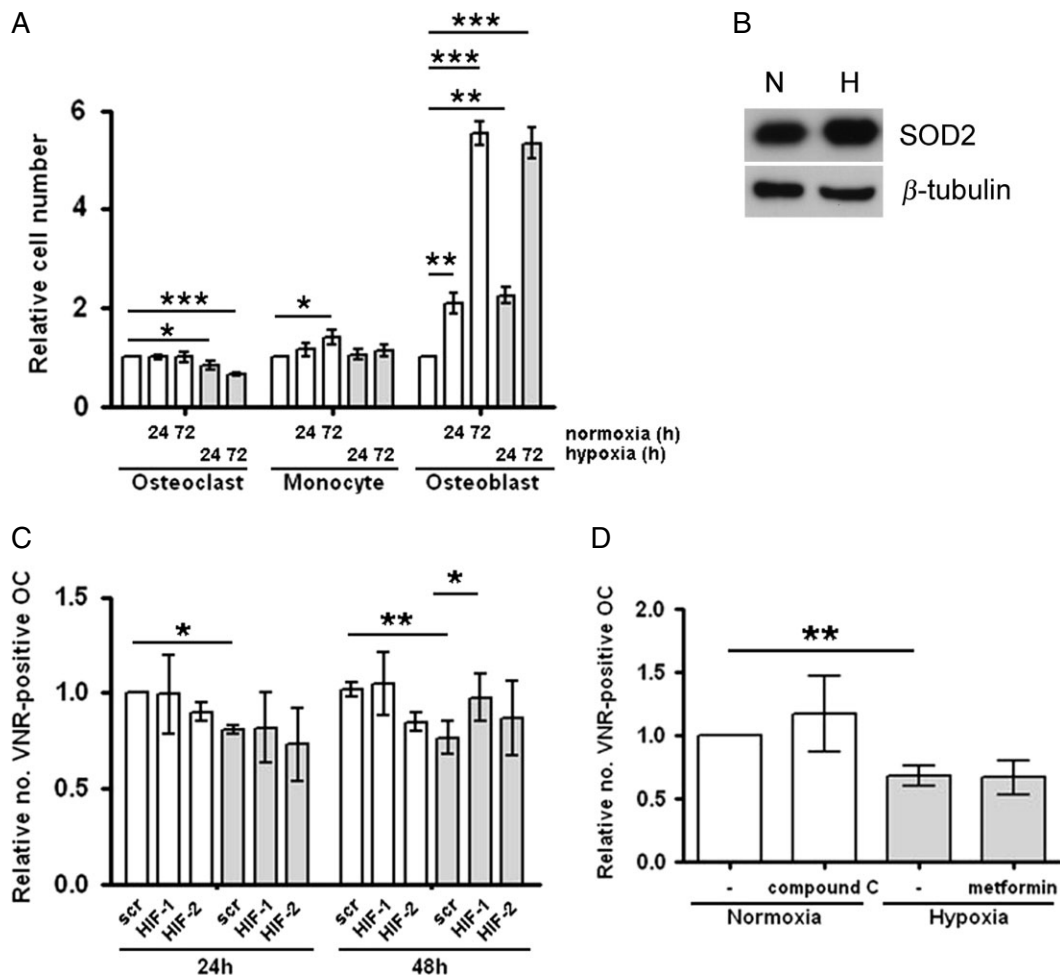 A
Relative cell number
6
4
2
0
***
***
**
**
***
*
*
24 72
24 72
24 72
normoxia (h)
24 72
24 72
24 72
hypoxia (h)
Osteoclast
Monocyte
Osteoblast
B
N H
SOD2
β-tubulin
C
Relative no. VNR-positive OC
1.5
1.0
0.5
0.0
*
**
*
scr
HIF-1
HIF-2
scr
HIF-1
HIF-2
scr
HIF-1
HIF-2
scr
HIF-1
HIF-2
24h
48h
D
Relative no. VNR-positive OC
2.0
1.5
1.0
0.5
0.0
**
-
compound C
-
metformin
Normoxia
Hypoxia